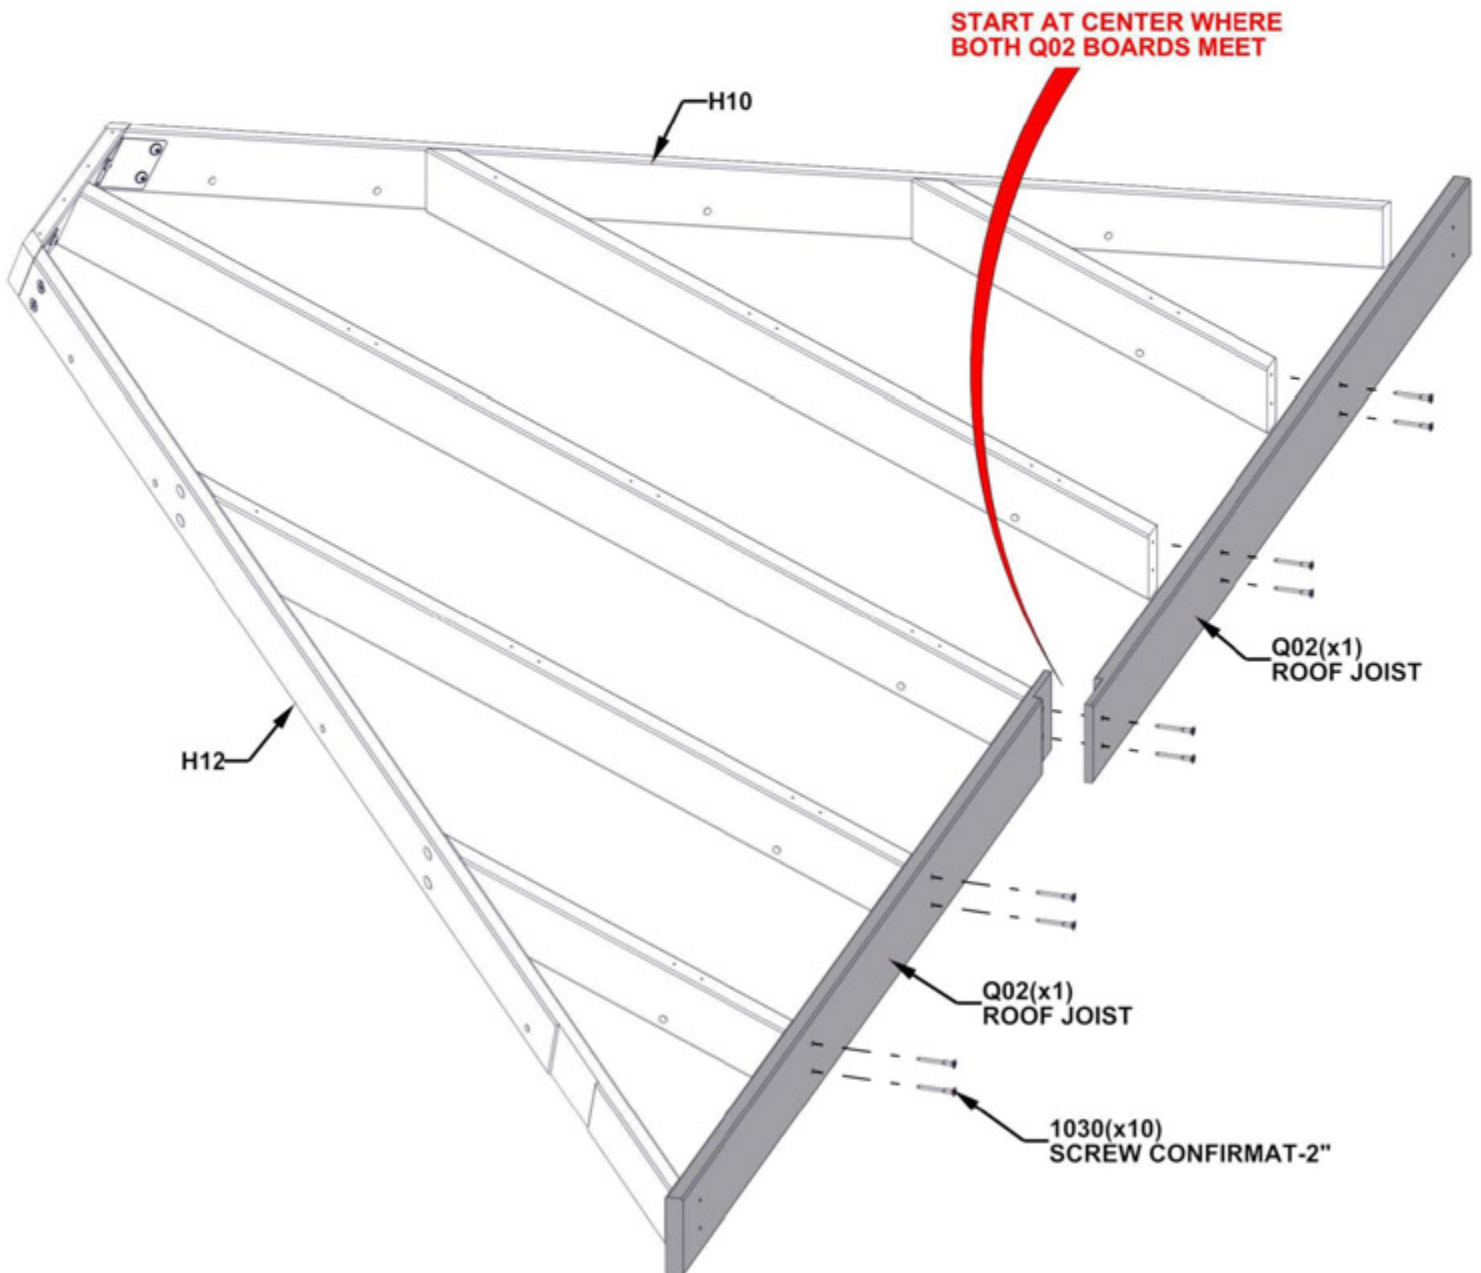 START AT CENTER WHERE
BOTH Q02 BOARDS MEET
H10
Q02(x1)
ROOF JOIST
H12
Q02(x1)
ROOF JOIST
1030(x10)
SCREW CONFIRMAT-2"